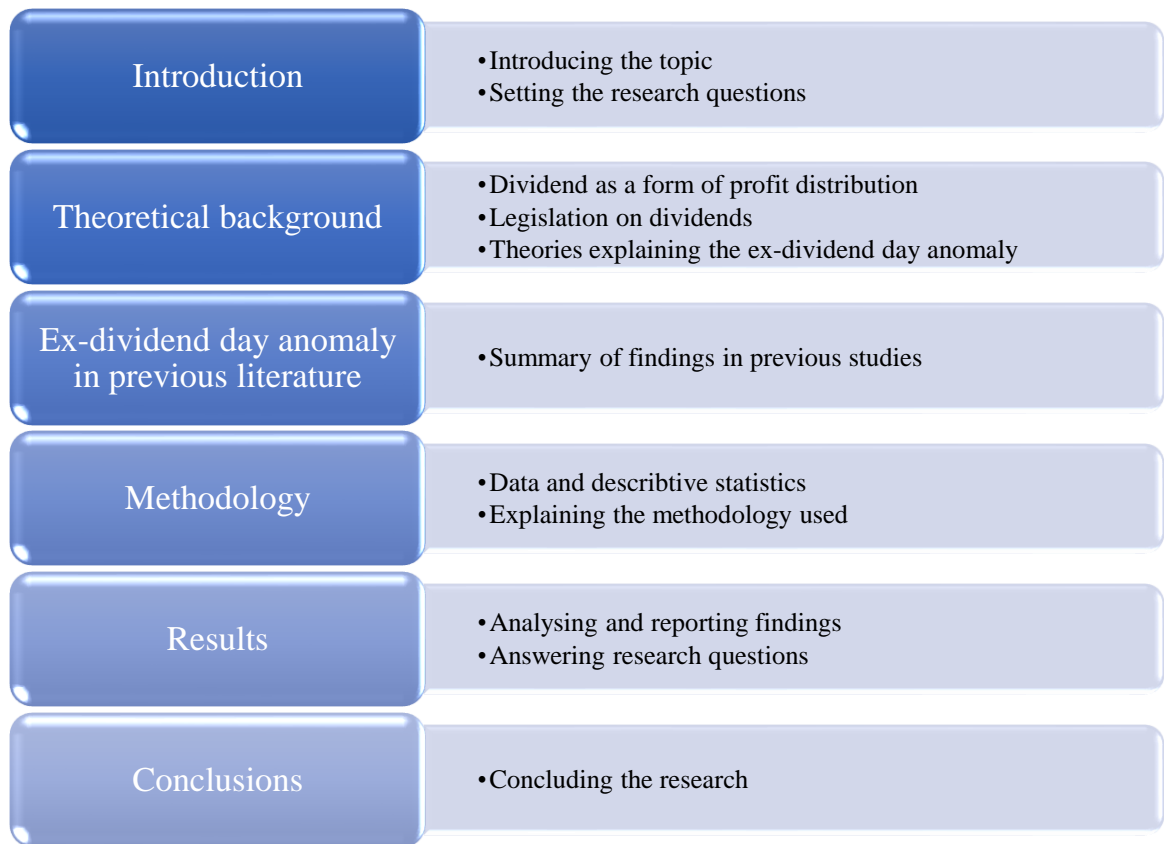 Introduction
•Introducing the topic
•Setting the research questions
Theoretical background
•Dividend as a form of profit distribution
•Legislation on dividends
•Theories explaining the ex-dividend day anomaly
Ex-dividend day anomaly
in previous literature
•Summary of findings in previous studies
Methodology
•Data and describtive statistics
•Explaining the methodology used
Results
•Analysing and reporting findings
•Answering research questions
Conclusions
•Concluding the research